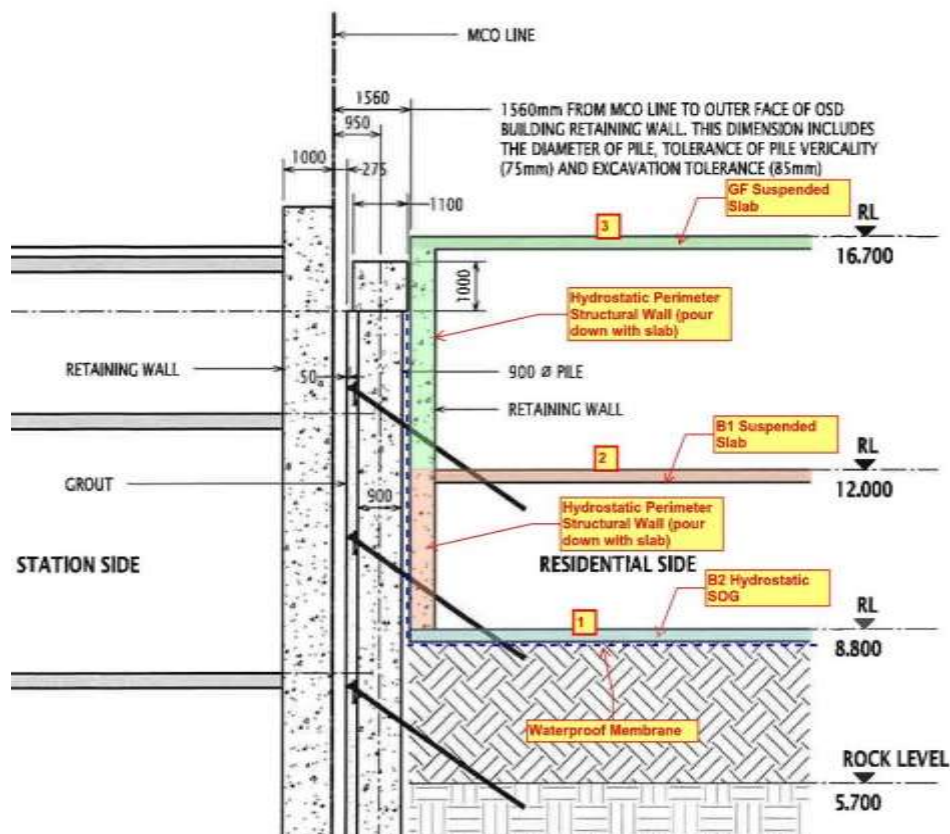 MCO LINE
1560
950
1000
275
1100
1560mm FROM MCO LINE TO OUTER FACE OF OSD
BUILDING RETAINING WALL. THIS DIMENSION INCLUDES
THE DIAMETER OF PILE, TOLERANCE OF PILE VERICALITY
(75mm) AND EXCAVATION TOLERANCE (85mm)
GF Suspended
Slab
3
RL
16.700
1000
Hydrostatic Perimeter
Structural Wall (pour
down with slab)
RETAINING WALL
50
900 Ø PILE
RETAINING WALL
B1 Suspended
Slab
2
RL
12.000
GROUT
900
Hydrostatic Perimeter
Structural Wall (pour
down with slab)
STATION SIDE
RESIDENTIAL SIDE
B2 Hydrostatic
SOG
1
RL
8.800
Waterproof Membrane
ROCK LEVEL
5.700